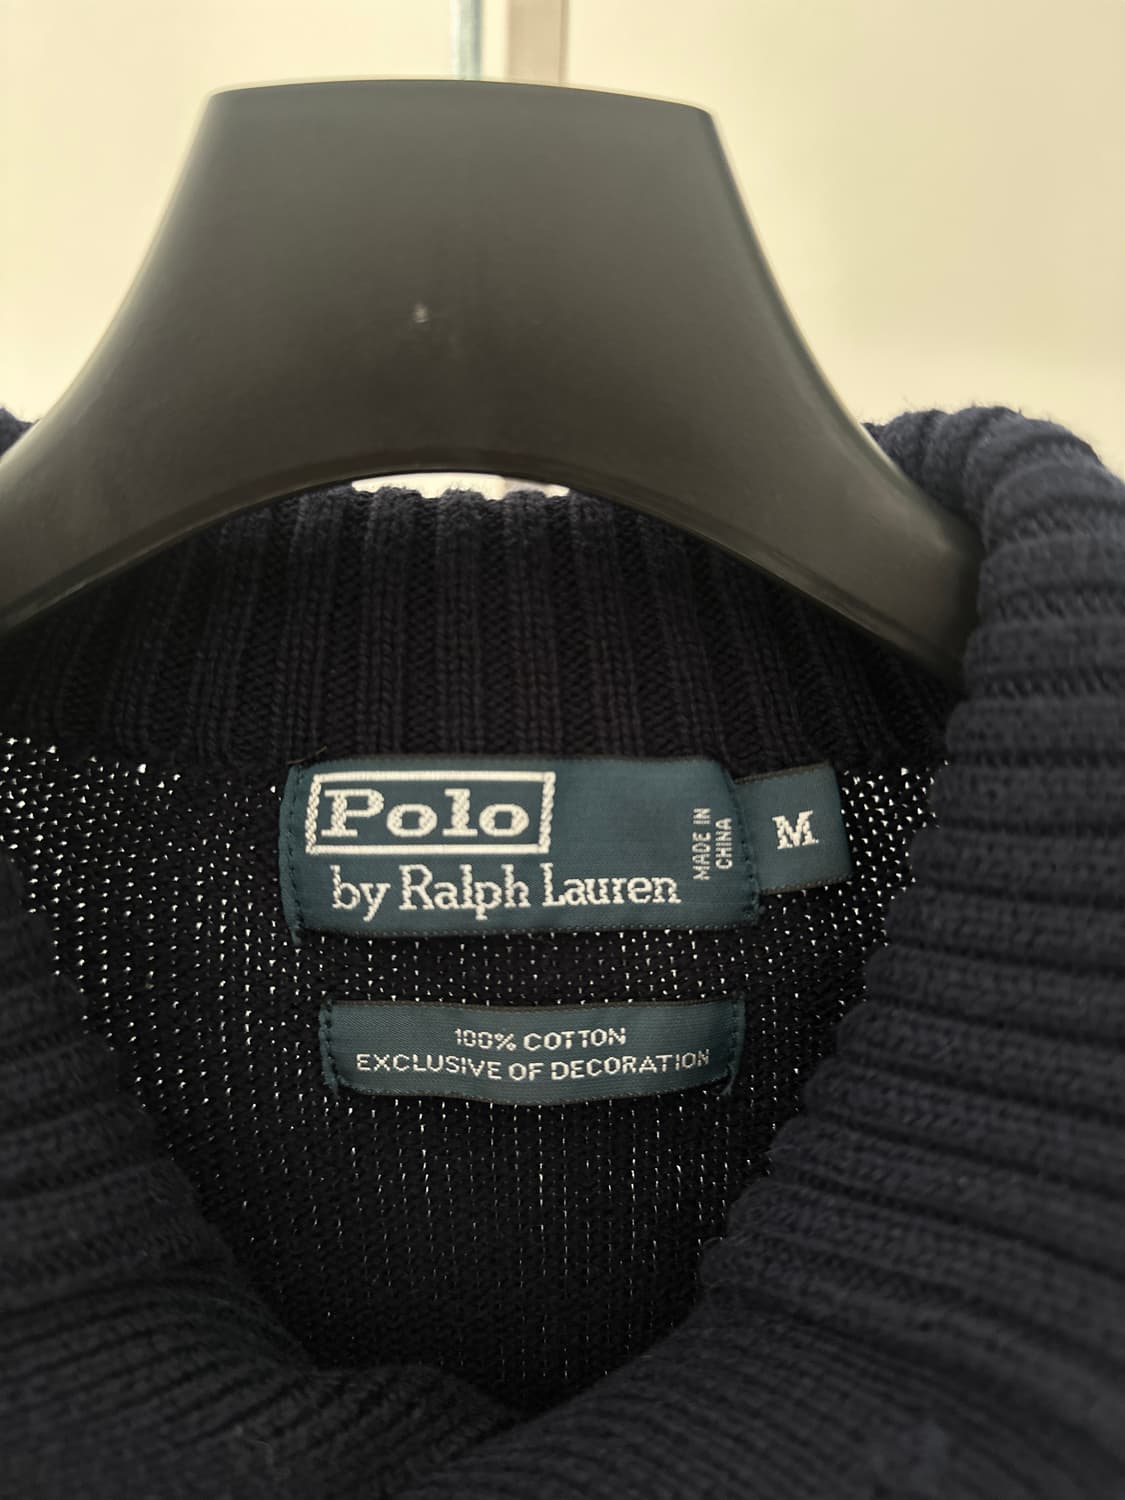 Polo
by Ralph Lauren
MADE IN
CHINA
M
100% COTTON
EXCLUSIVE OF DECORATION